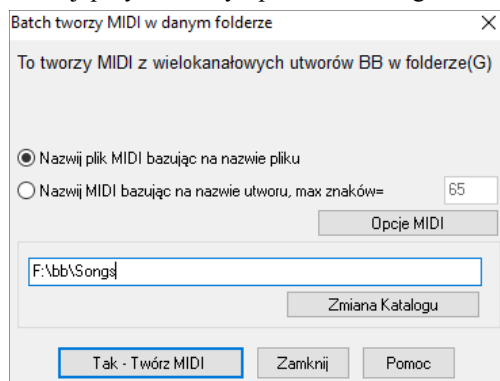 Batch tworzy MIDI w danym folderze
To tworzy MIDI z wielokanałowych utworów BB w folderze(G)
Nazwij plik MIDI bazując na nazwie pliku
Nazwij MIDI bazując na nazwie utworu, max znaków= 65
Opcje MIDI
F:\bb\Songs
Zmiana Katalogu
Tak - Twórz MIDI Zamknij Pomoc